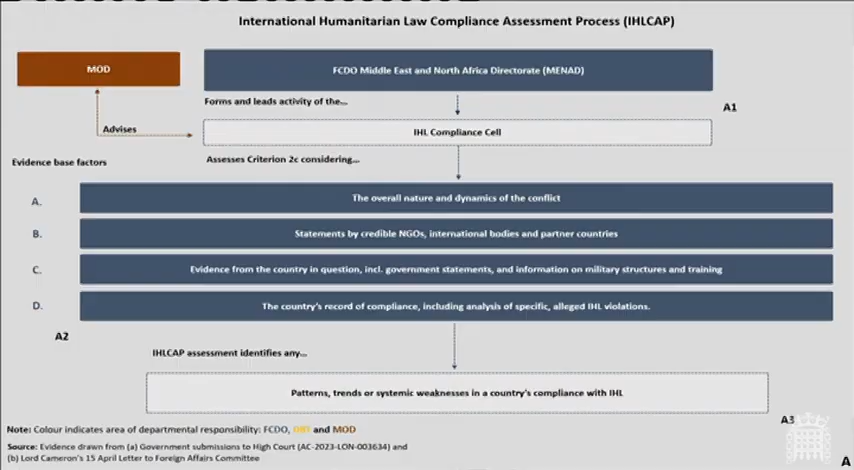 International Humanitarian Law Compliance Assessment Process (IHLCAP)
MOD
FCDO Middle East and North Africa Directorate (MENAD)
Forms and leads activity of the...
A1
Advises
IHL Compliance Cell
Evidence base factors
Assesses Criterion 2c considering...
A.
The overall nature and dynamics of the conflict
B.
Statements by credible NGOs, international bodies and partner countries
C.
Evidence from the country in question, incl. government statements, and information on military structures and training
D.
The country's record of compliance, including analysis of specific, alleged IHL violations.
A2
IHLCAP assessment identifies any...
Patterns, trends or systemic weaknesses in a country's compliance with IHL
A3
Note: Colour indicates area of departmental responsibility: FCDO, DBT and MOD
Source: Evidence drawn from (a) Government submissions to High Court (AC-2023-LON-003634) and
(b) Lord Cameron's 15 April Letter to Foreign Affairs Committee
A